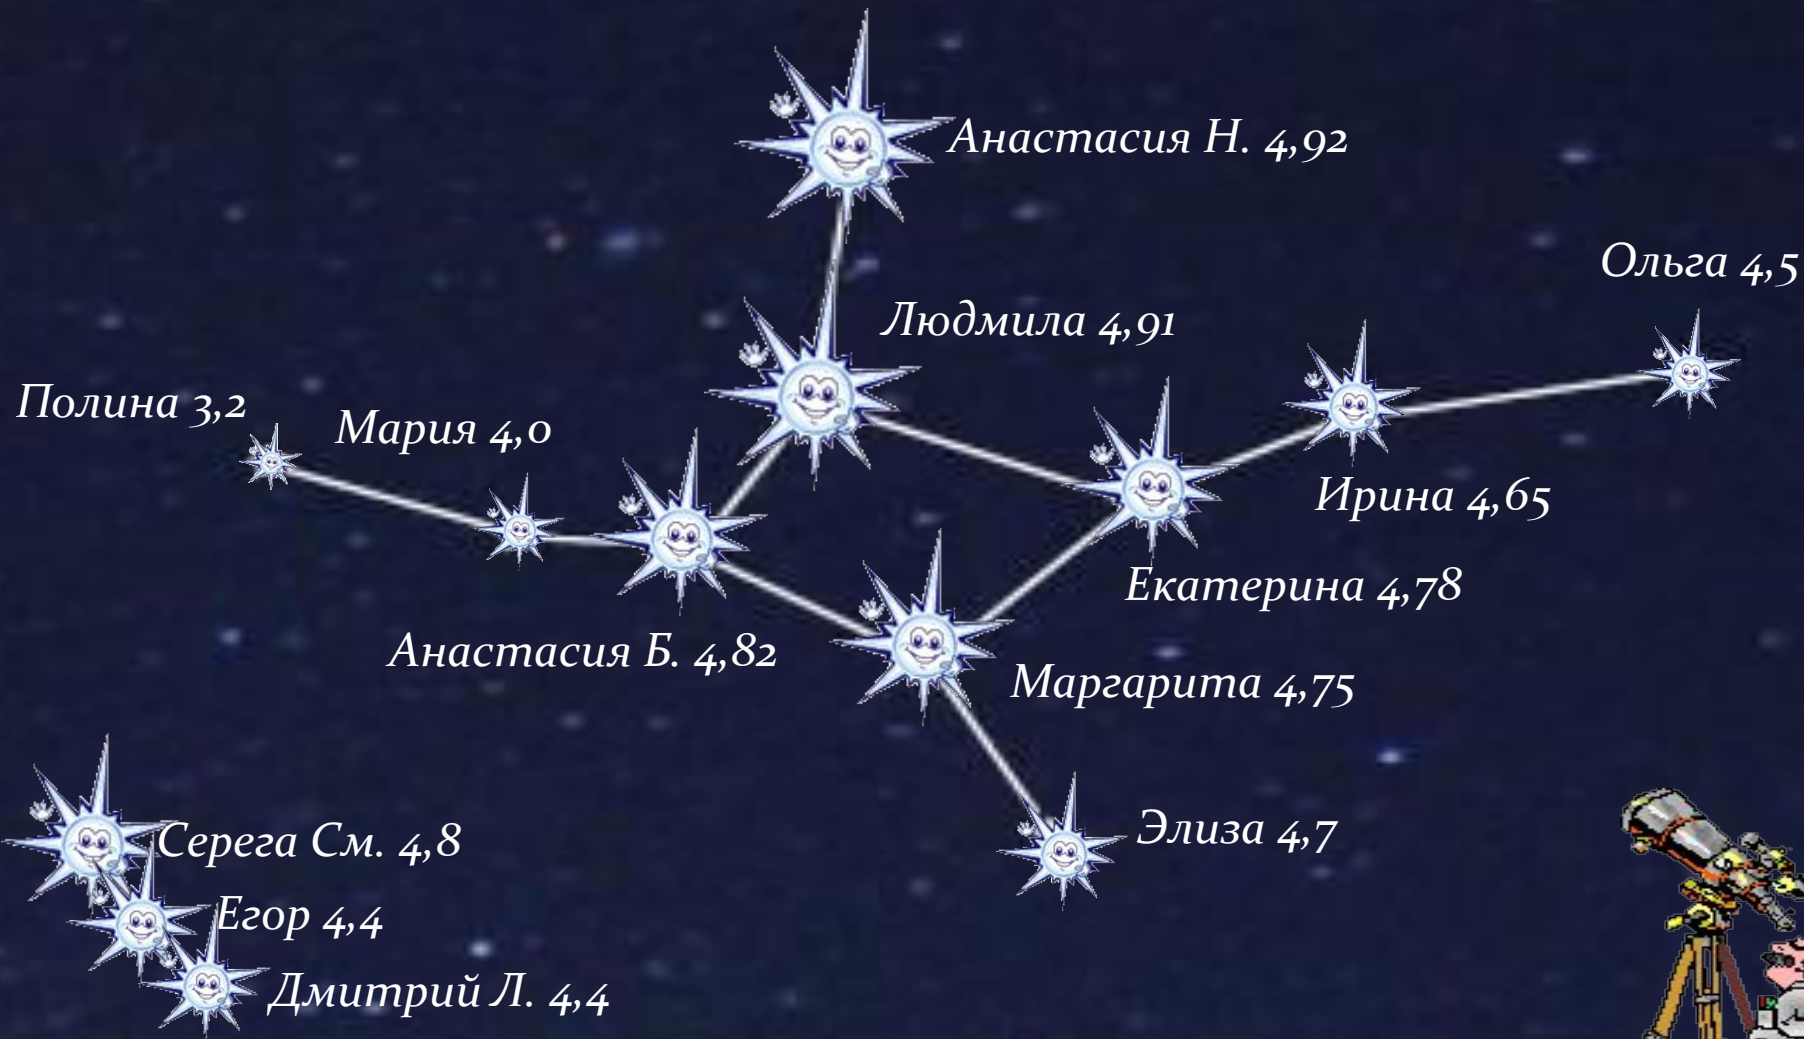 Анастасия Н. 4,92
Ольга 4,5
Людмила 4,91
Полина 3,2
Мария 4,0
Ирина 4,65
Екатерина 4,78
Анастасия Б. 4,82
Маргарита 4,75
Элиза 4,7
Серега См. 4,8
Егор 4,4
Дмитрий Л. 4,4